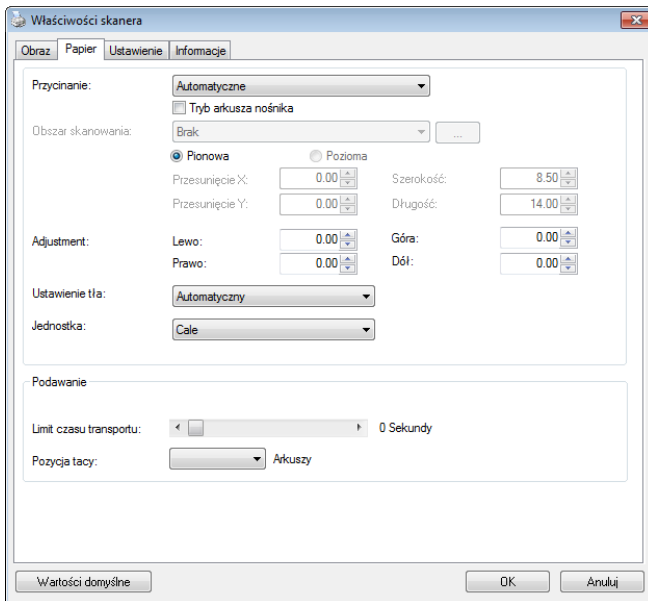 Właściwości skanera
Obraz Papier Ustawienie Informacje
Przycinanie: Automatyczne
Tryb arkusza nośnika
Obszar skanowania: Brak ...
Pionowa Pozioma
Przesunięcie X: 0.00 Szerokość: 8.50
Przesunięcie Y: 0.00 Długość: 14.00
Adjustment: Lewo: 0.00 Góra: 0.00
Prawo: 0.00 Dół: 0.00
Ustawienie tła: Automatyczny
Jednostka: Cale
Podawanie
Limit czasu transportu: 0 Sekundy
Pozycja tacy: Arkuszy
Wartości domyślne OK Anuluj